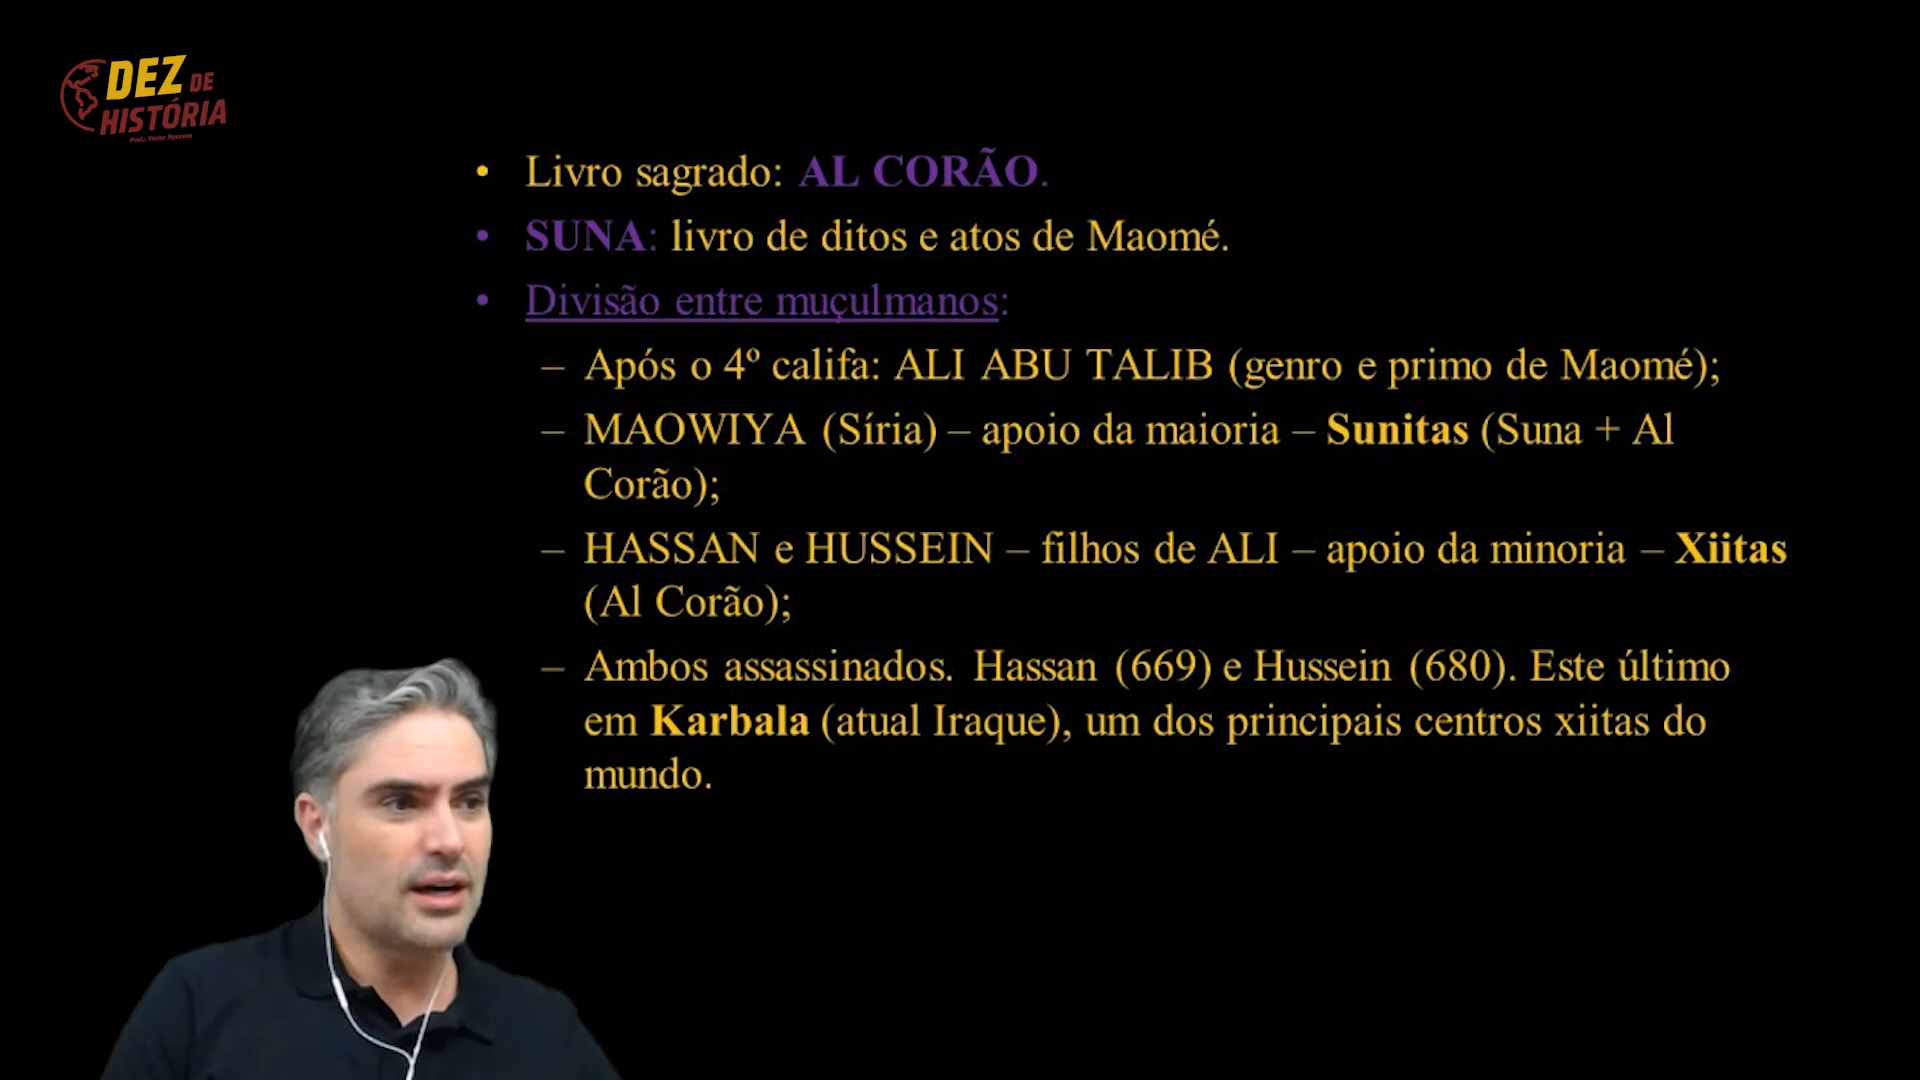 DEZ DE
HISTÓRIA
• Livro sagrado: AL CORÃO.
• SUNA: livro de ditos e atos de Maomé.
• Divisão entre muçulmanos:
– Após o 4º califa: ALI ABU TALIB (genro e primo de Maomé);
– MAOWIYA (Síria) – apoio da maioria – Sunitas (Suna + Al
Corão);
– HASSAN e HUSSEIN – filhos de ALI – apoio da minoria – Xiitas
(Al Corão);
– Ambos assassinados. Hassan (669) e Hussein (680). Este último
em Karbala (atual Iraque), um dos principais centros xiitas do
mundo.